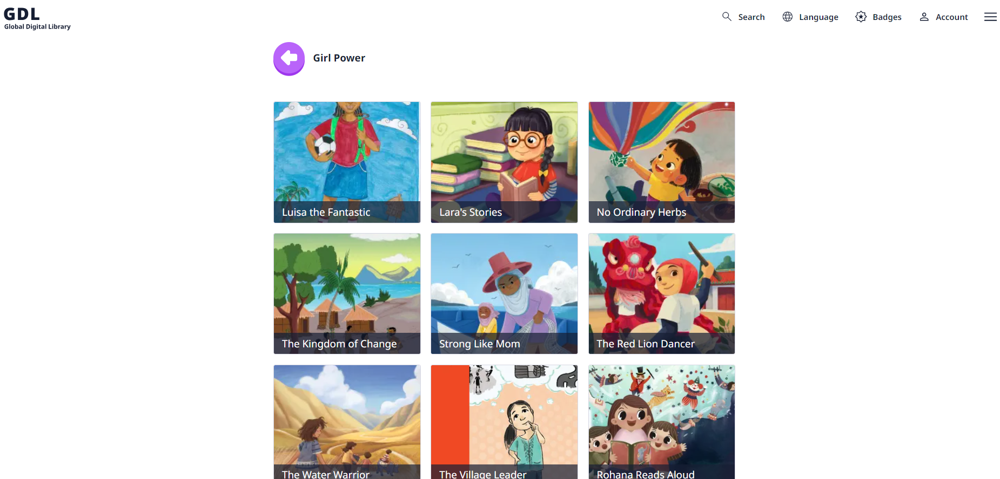 GDL
Global Digital Library
Search
Language
Badges
Account
Girl Power
Luisa the Fantastic
Lara's Stories
No Ordinary Herbs
The Kingdom of Change
Strong Like Mom
The Red Lion Dancer
The Water Warrior
The Village Leader
Rohana Reads Aloud